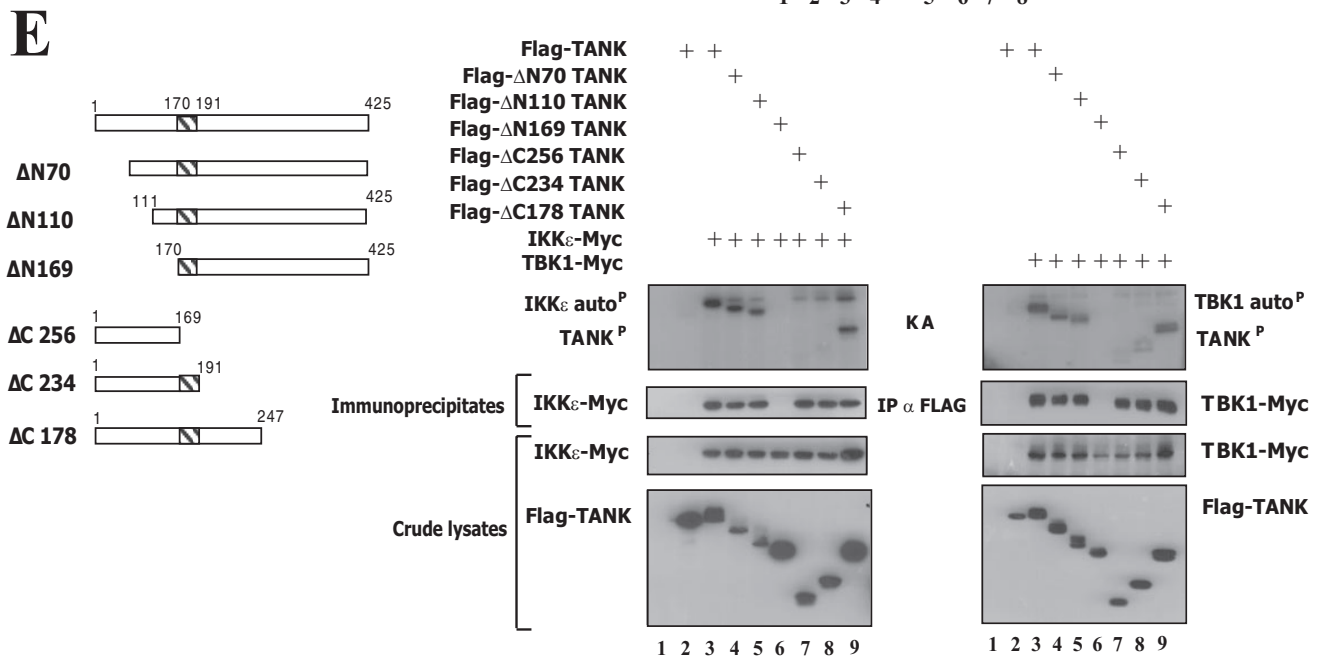 E
1 170 191 425
ΔN70
111 425
ΔN110
170 425
ΔN169
1 169
ΔC 256
1 191
ΔC 234
1 247
ΔC 178
Flag-TANK + + + +
Flag-ΔN70 TANK + +
Flag-ΔN110 TANK + +
Flag-ΔN169 TANK + +
Flag-ΔC256 TANK + +
Flag-ΔC234 TANK + +
Flag-ΔC178 TANK + +
IKKε-Myc + + + + + + +
TBK1-Myc + + + + + + +
IKKε auto P
TANK P
K A
TBK1 auto P
TANK P
Immunoprecipitates
IKKε-Myc IP α FLAG TBK1-Myc
Crude lysates
IKKε-Myc TBK1-Myc
Flag-TANK Flag-TANK
1 2 3 4 5 6 7 8 9 1 2 3 4 5 6 7 8 9